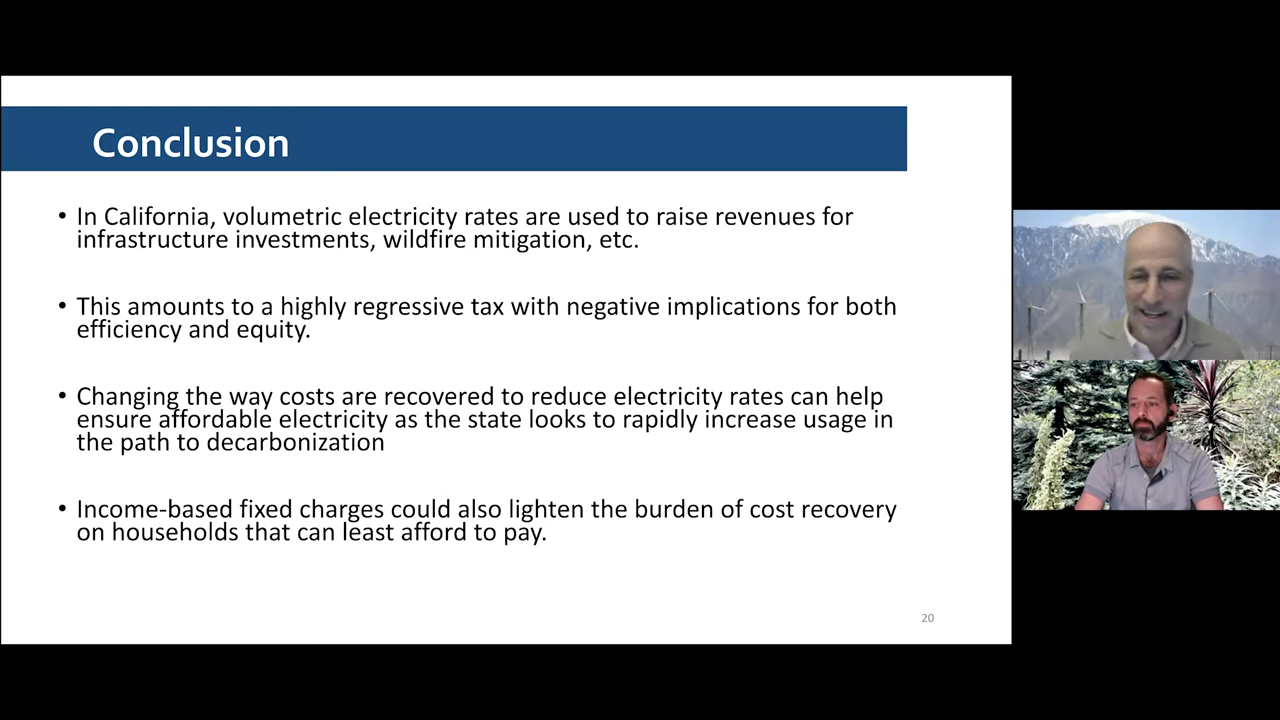 Conclusion
• In California, volumetric electricity rates are used to raise revenues for
infrastructure investments, wildfire mitigation, etc.
• This amounts to a highly regressive tax with negative implications for both
efficiency and equity.
• Changing the way costs are recovered to reduce electricity rates can help
ensure affordable electricity as the state looks to rapidly increase usage in
the path to decarbonization
• Income-based fixed charges could also lighten the burden of cost recovery
on households that can least afford to pay.
20